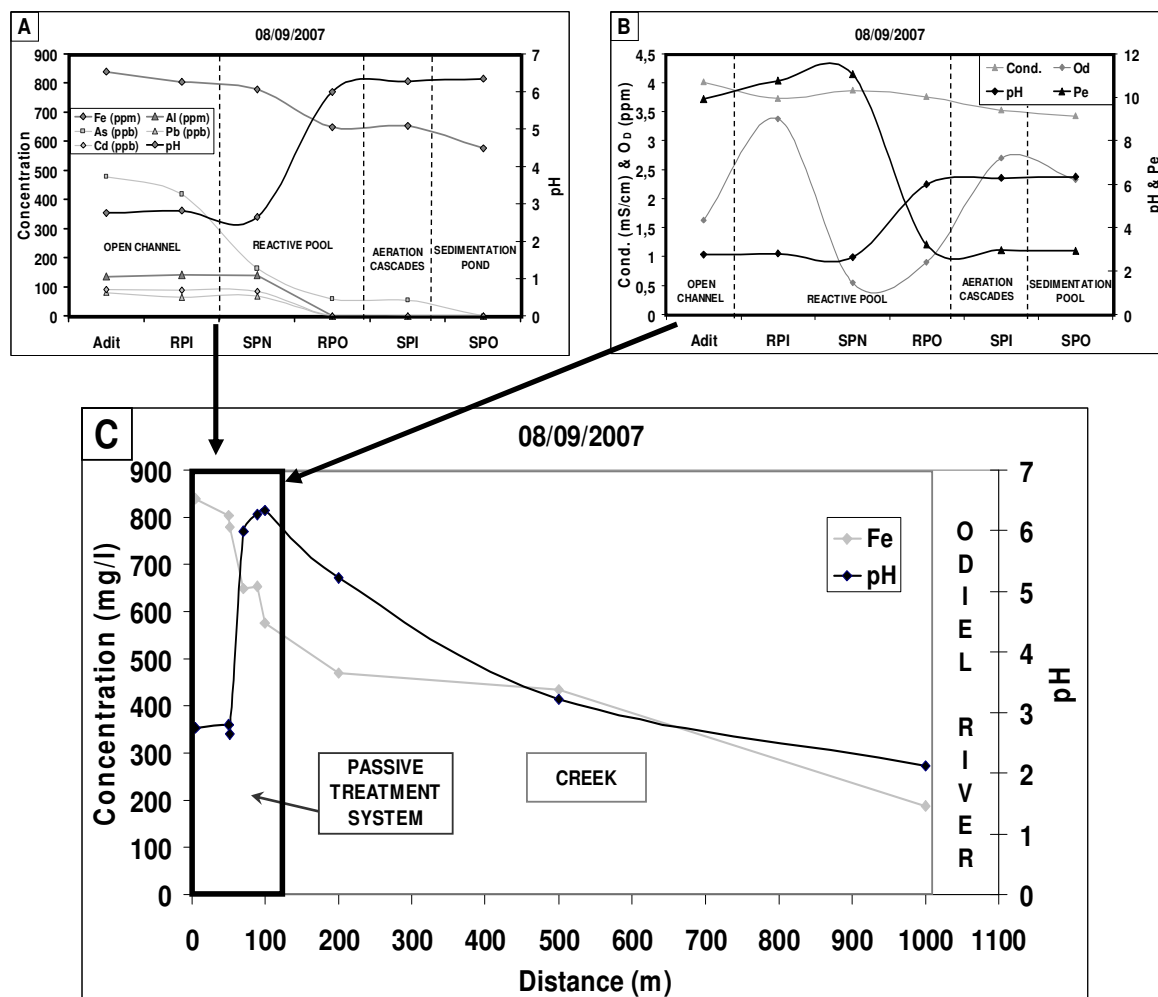 A
08/09/2007
900
800
700
600
500
400
300
200
100
0
Concentration
7
6
5
4
3
2
1
0
pH
Fe (ppm)
Al (ppm)
As (ppb)
Pb (ppb)
Cd (ppb)
pH
OPEN CHANNEL
REACTIVE POOL
AERATION
CASCADES
SEDIMENTATION
POND
Adit RPI SPN RPO SPI SPO
B
08/09/2007
4,5
4
3,5
3
2,5
2
1,5
1
0,5
0
Cond. (mS/cm) & OD (ppm)
12
10
8
6
4
2
0
pH & Pe
Cond.
Od
pH
Pe
OPEN
CHANNEL
REACTIVE POOL
AERATION
CASCADES
SEDIMENTATION
POOL
Adit RPI SPN RPO SPI SPO
C
08/09/2007
900
800
700
600
500
400
300
200
100
0
Concentration (mg/l)
7
6
5
4
3
2
1
0
pH
Fe
pH
PASSIVE
TREATMENT
SYSTEM
CREEK
ODIEL RIVER
0 100 200 300 400 500 600 700 800 900 1000 1100
Distance (m)